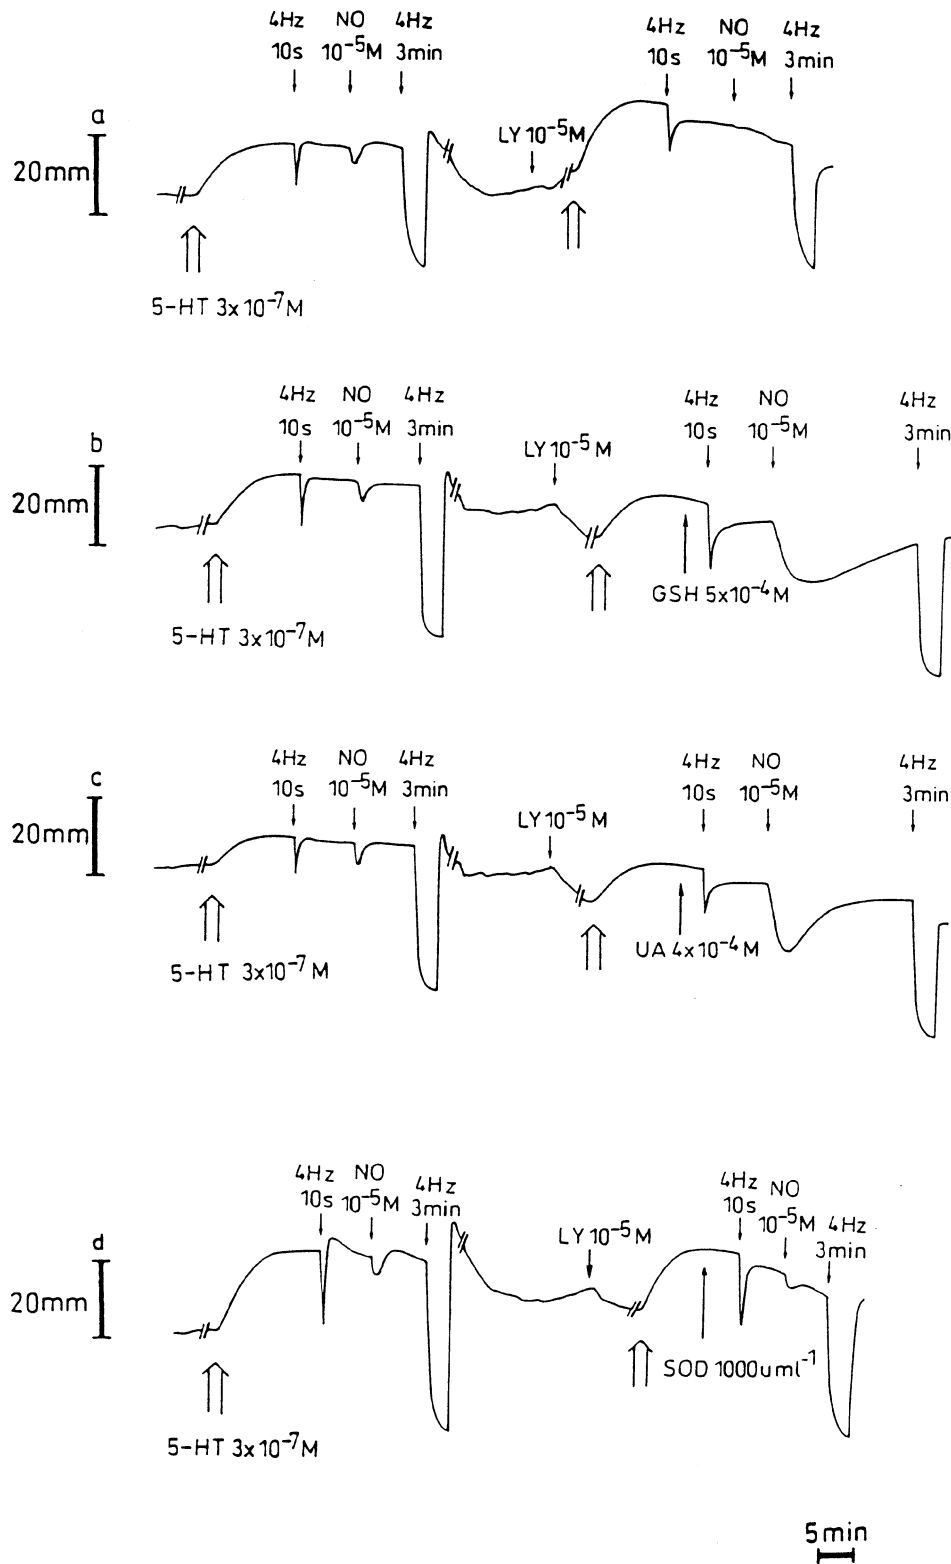 4Hz NO 4Hz
10s 10⁻⁵M 3min
4Hz NO 4Hz
10s 10⁻⁵M 3min
a
LY 10⁻⁵M
20mm
5-HT 3x10⁻⁷M
4Hz NO 4Hz
10s 10⁻⁵M 3min
4Hz NO 4Hz
10s 10⁻⁵M 3min
b
LY 10⁻⁵M
20mm
GSH 5x10⁻⁴M
5-HT 3x10⁻⁷M
4Hz NO 4Hz
10s 10⁻⁵M 3min
4Hz NO 4Hz
10s 10⁻⁵M 3min
c
LY 10⁻⁵M
20mm
UA 4x10⁻⁴M
5-HT 3x10⁻⁷M
4Hz NO 4Hz
10s 10⁻⁵M 3min
4Hz NO
10s 10⁻⁵M 4Hz
3min
d
LY 10⁻⁵M
20mm
SOD 1000uml⁻¹
5-HT 3x10⁻⁷M
5min